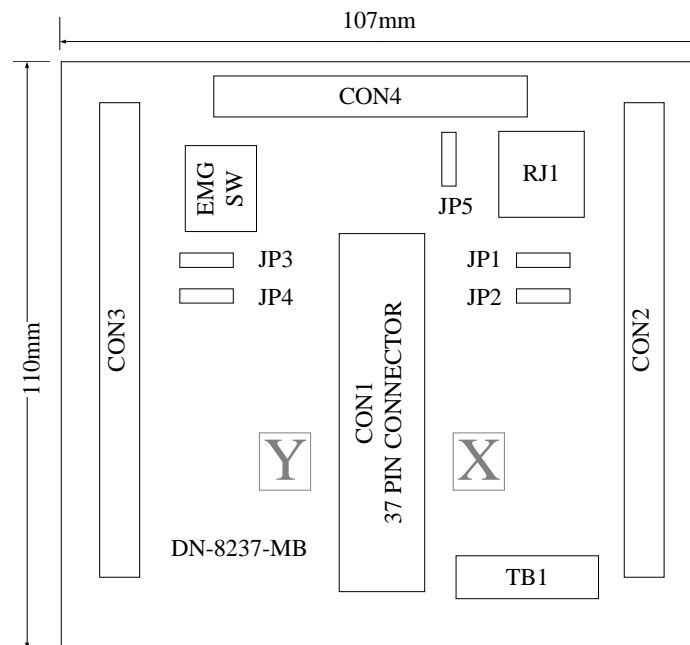 107mm
CON4
EMG
SW
RJ1
JP5
JP3
JP1
JP4
JP2
110mm
CON3
CON2
CON1
37 PIN CONNECTOR
Y
X
DN-8237-MB
TB1